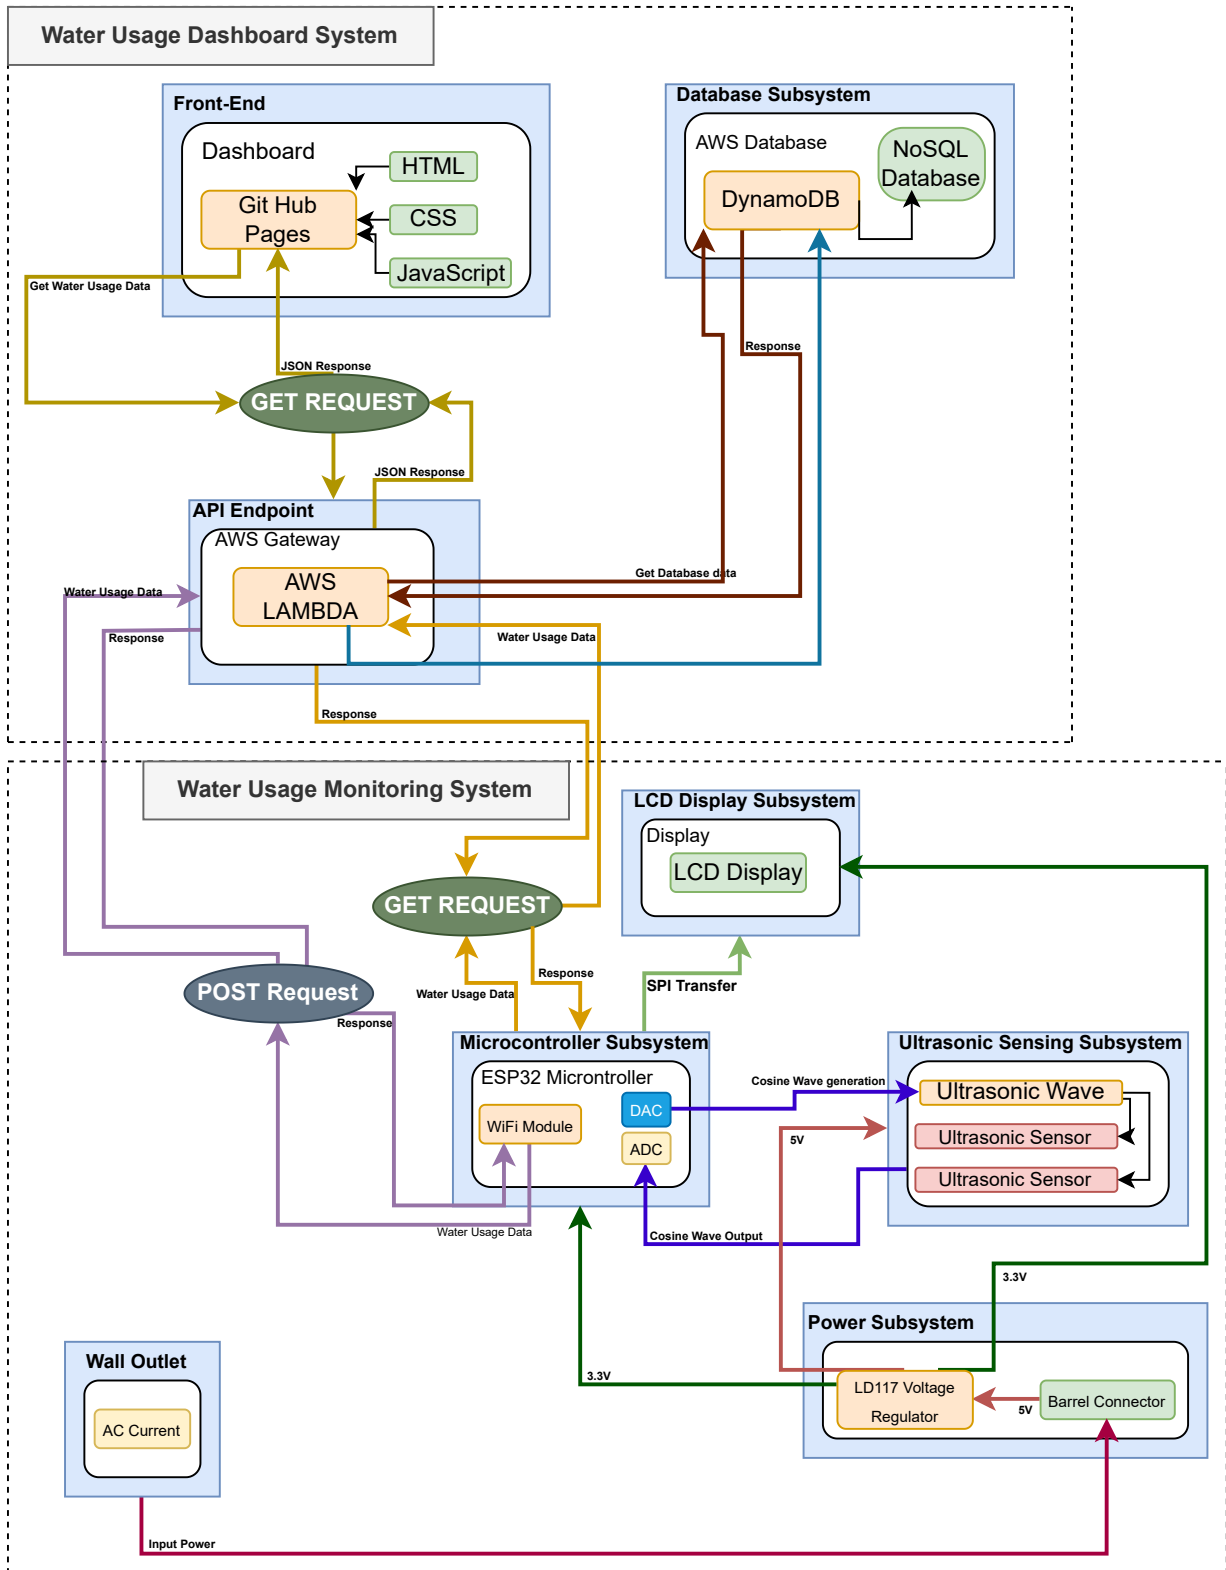 Water Usage Dashboard System
Front-End
Dashboard
HTML
Git Hub
Pages
CSS
JavaScript
Get Water Usage Data
Database Subsystem
AWS Database
NoSQL
Database
DynamoDB
Response
JSON Response
GET REQUEST
JSON Response
API Endpoint
AWS Gateway
AWS
LAMBDA
Get Database data
Water Usage Data
Response
Water Usage Data
Response
Water Usage Monitoring System
LCD Display Subsystem
Display
LCD Display
GET REQUEST
Response
Water Usage Data
SPI Transfer
POST Request
Response
Microcontroller Subsystem
ESP32 Microntroller
WiFi Module
DAC
ADC
Water Usage Data
Cosine Wave generation
5V
Cosine Wave Output
Ultrasonic Sensing Subsystem
Ultrasonic Wave
Ultrasonic Sensor
Ultrasonic Sensor
3.3V
Power Subsystem
LD117 Voltage
Regulator
5V
Barrel Connector
3.3V
Wall Outlet
AC Current
Input Power